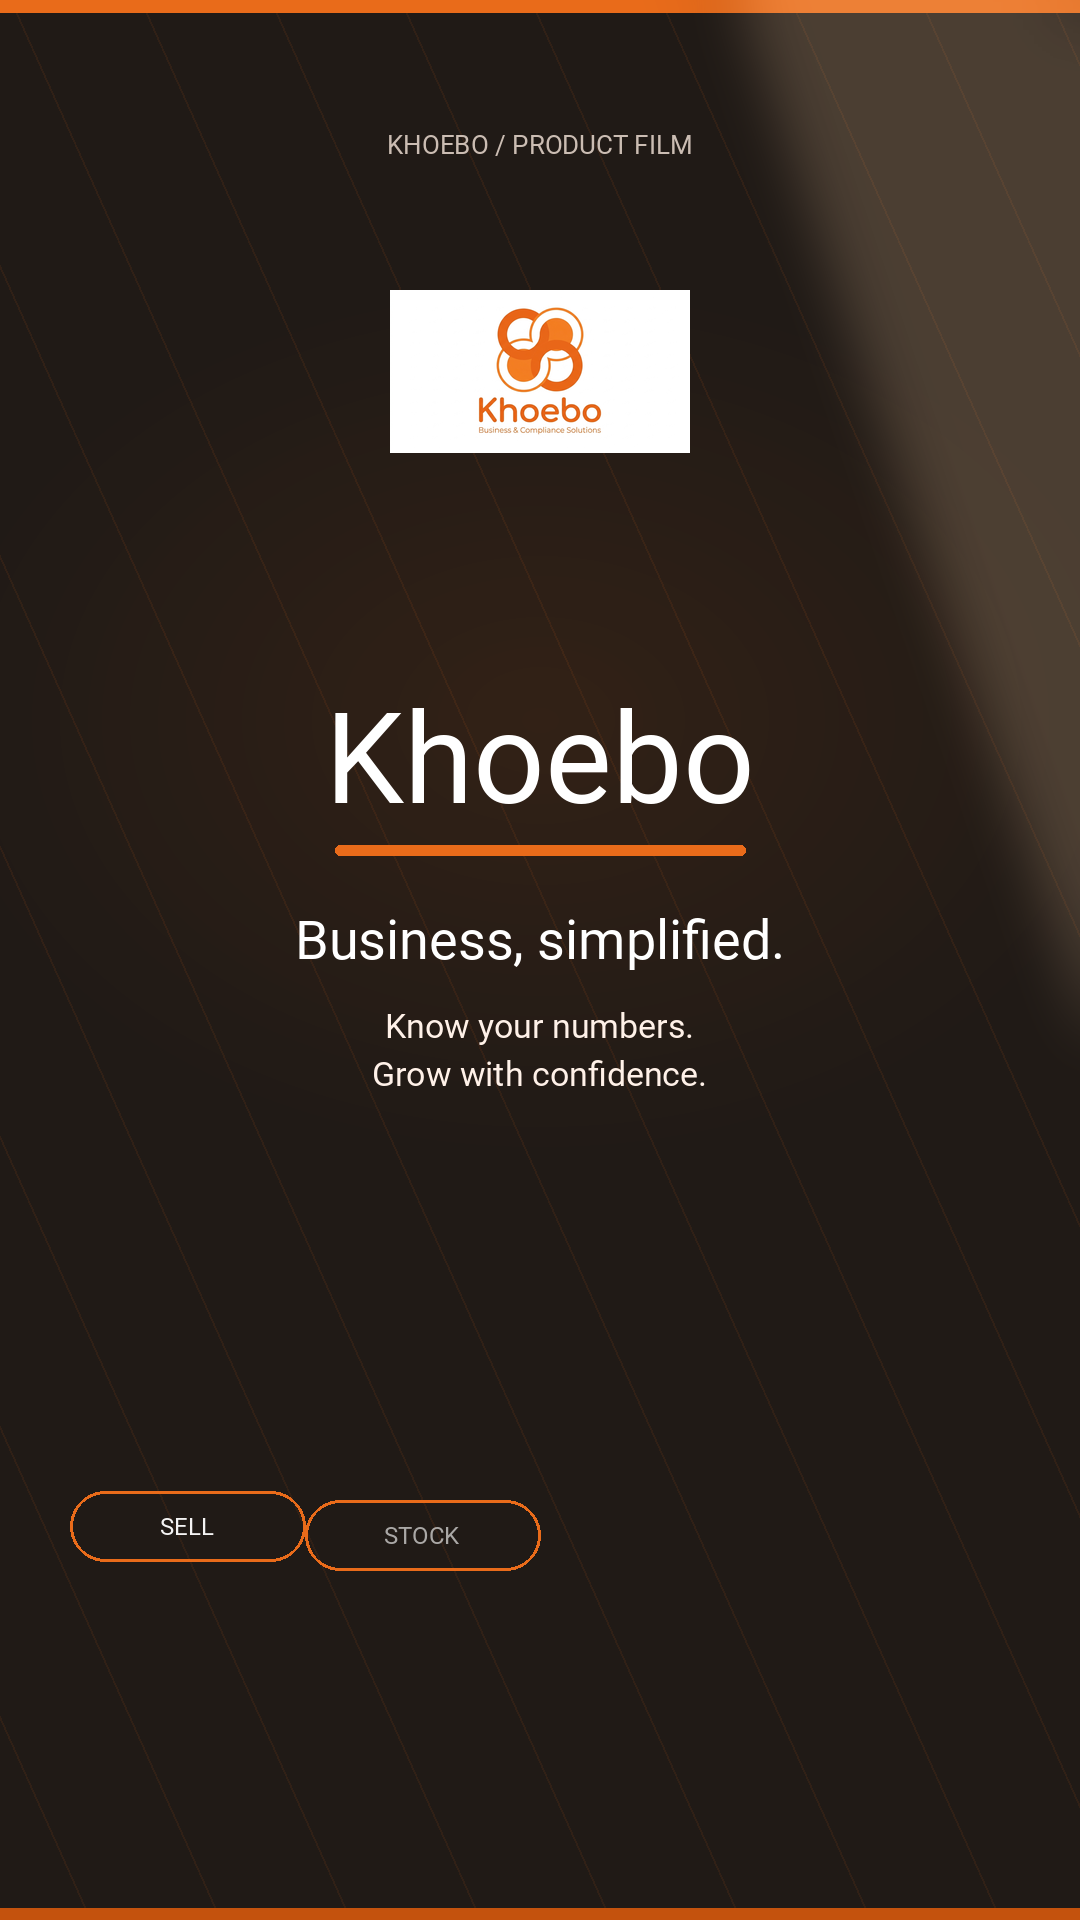 KHOEBO / PRODUCT FILM
Khoebo
Business & Compliance Solutions
Khoebo
Business, simplified.
Know your numbers.
Grow with confidence.
SELL
STOCK